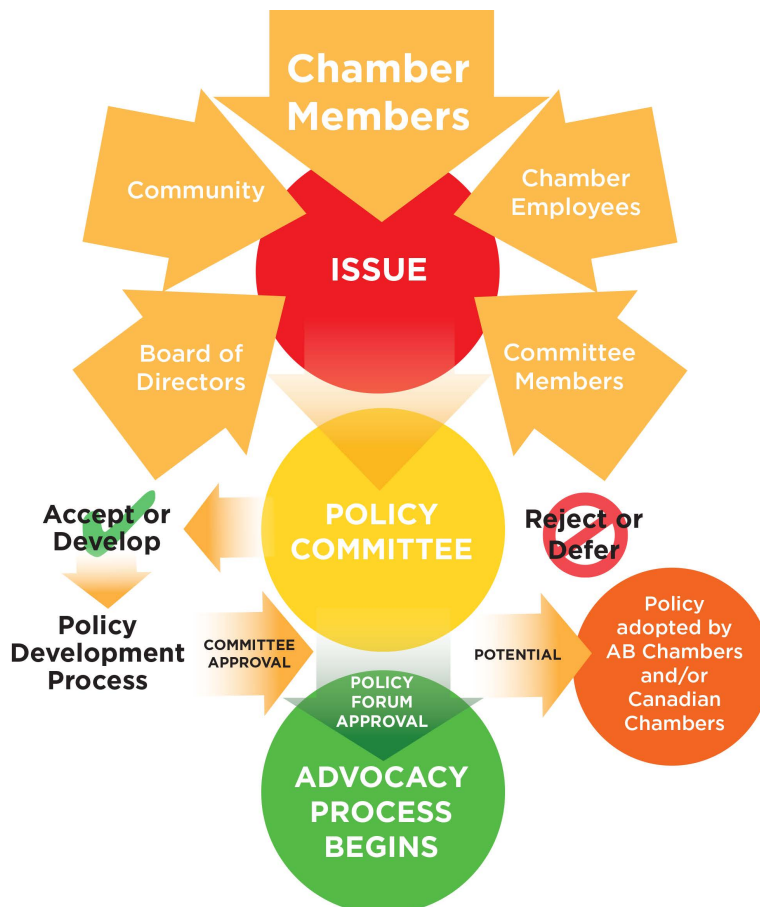 Chamber
Members
Community
Chamber
Employees
ISSUE
Board of
Directors
Committee
Members
Accept or
Develop
POLICY
COMMITTEE
Reject or
Defer
Policy
Development
Process
COMMITTEE
APPROVAL
POLICY
FORUM
APPROVAL
POTENTIAL
Policy
adopted by
AB Chambers
and/or
Canadian
Chambers
ADVOCACY
PROCESS
BEGINS